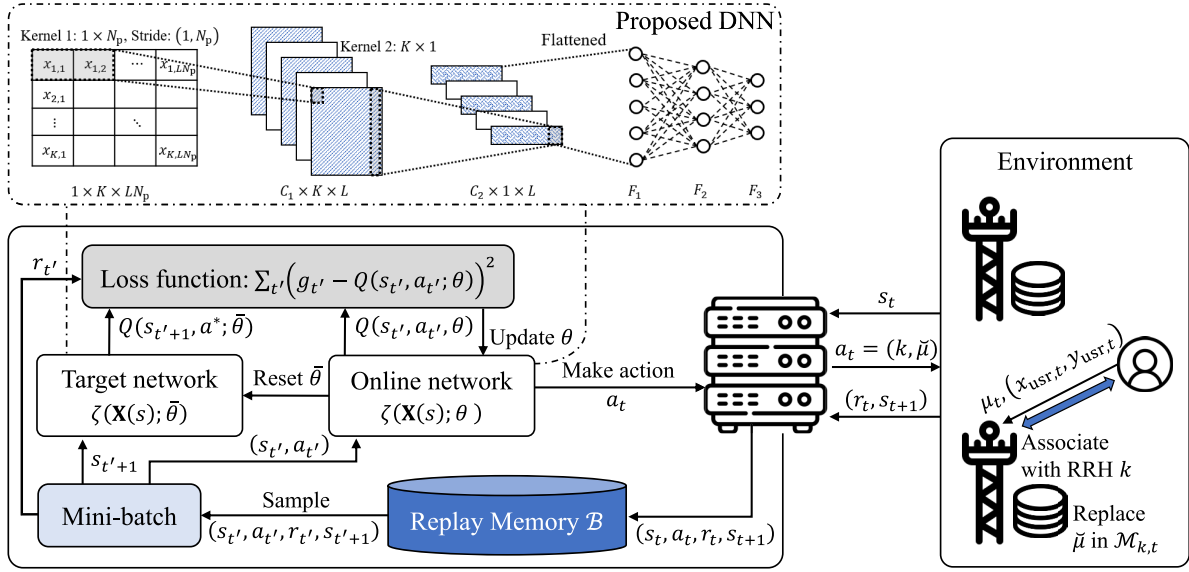 Proposed DNN
Kernel 1: 1 × N_p, Stride: (1, N_p)
Kernel 2: K × 1
Flattened
x_{1,1} x_{1,2} ⋯ x_{1,LN_p}
x_{2,1}
⋮ ⋱
x_{K,1} x_{K,LN_p}
1 × K × LN_p
C_1 × K × L
C_2 × 1 × L
F_1 F_2 F_3
r_{t'}
Loss function: ∑_{t'}(g_{t'} − Q(s_{t'}, a_{t'}; θ))^2
Q(s_{t'+1}, a^*; θ̄)
Q(s_{t'}, a_{t'}, θ)
Update θ
Target network
ζ(𝐗(s); θ̄)
Reset θ̄
Online network
ζ(𝐗(s); θ )
Make action
a_t
s_{t'+1}
(s_{t'}, a_{t'})
Mini-batch
Sample
(s_{t'}, a_{t'}, r_{t'}, s_{t'+1})
Replay Memory ℬ
(s_t, a_t, r_t, s_{t+1})
s_t
a_t = (k, μ̆)
(r_t, s_{t+1})
Environment
μ_t, (x_{usr,t}, y_{usr,t})
Associate
with RRH k
Replace
μ̆ in ℳ_{k,t}